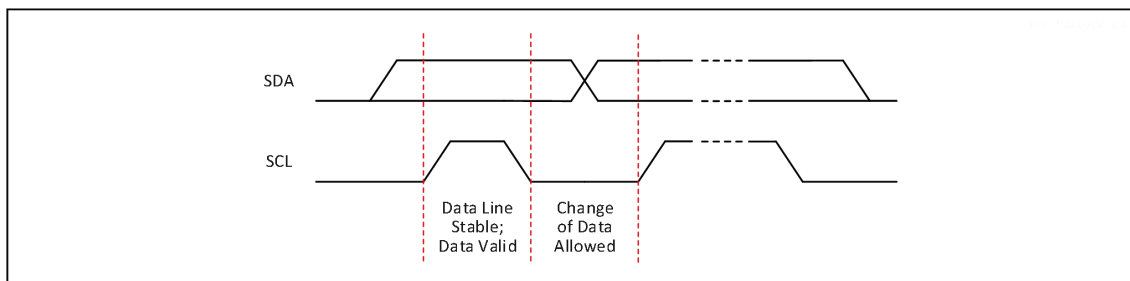 SDA
SCL
Data Line
Stable;
Data Valid
Change
of Data
Allowed